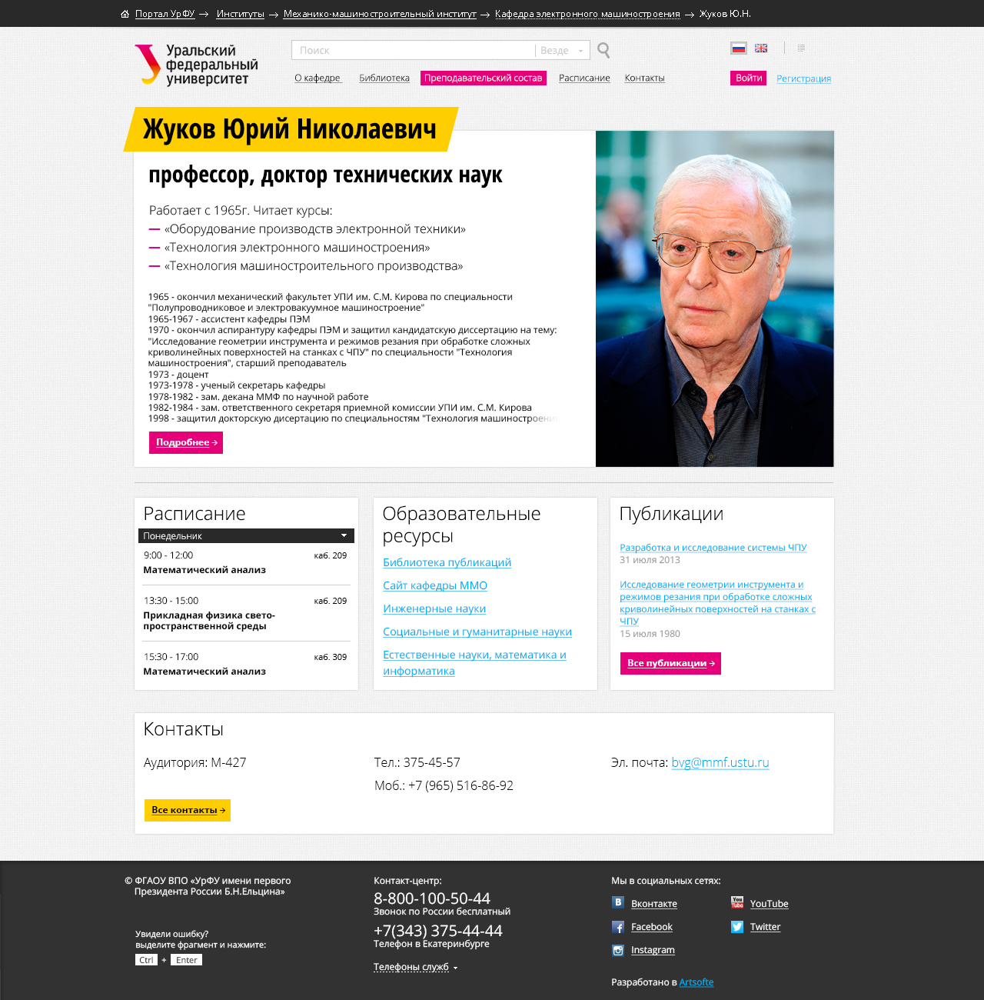 Портал УрФУ → Институты → Механико-машиностроительный институт → Кафедра электронного машиностроения → Жуков Ю.Н.
Уральский
федеральный
университет
Поиск
Везде
О кафедре
Библиотека
Преподавательский состав
Расписание
Контакты
Войти
Регистрация
Жуков Юрий Николаевич
профессор, доктор технических наук
Работает с 1965г. Читает курсы:
— «Оборудование производств электронной техники»
— «Технология электронного машиностроения»
— «Технология машиностроительного производства»
1965 - окончил механический факультет УПИ им. С.М. Кирова по специальности
"Полупроводниковое и электровакуумное машиностроение"
1965-1967 - ассистент кафедры ПЭМ
1970 - окончил аспирантуру кафедры ПЭМ и защитил кандидатскую диссертацию на тему:
"Исследование геометрии инструмента и режимов резания при обработке сложных
криволинейных поверхностей на станках с ЧПУ" по специальности "Технология
машиностроения", старший преподаватель
1973 - доцент
1973-1978 - ученый секретарь кафедры
1978-1982 - зам. декана ММФ по научной работе
1982-1984 - зам. ответственного секретаря приемной комиссии УПИ им. С.М. Кирова
1998 - защитил докторскую дисертацию по специальностям "Технология машиностроени
Подробнее →
Расписание
Понедельник
9:00 - 12:00 каб. 209
Математический анализ
13:30 - 15:00 каб. 209
Прикладная физика свето-
пространственной среды
15:30 - 17:00 каб. 309
Математический анализ
Образовательные
ресурсы
Библиотека публикаций
Сайт кафедры ММО
Инженерные науки
Социальные и гуманитарные науки
Естественные науки, математика и
информатика
Публикации
Разработка и исследование системы ЧПУ
31 июля 2013
Исследование геометрии инструмента и
режимов резания при обработке сложных
криволинейных поверхностей на станках с
ЧПУ
15 июля 1980
Все публикации →
Контакты
Аудитория: М-427
Тел.: 375-45-57
Моб.: +7 (965) 516-86-92
Эл. почта: bvg@mmf.ustu.ru
Все контакты →
© ФГАОУ ВПО «УрФУ имени первого
Президента России Б.Н.Ельцина»
Увидели ошибку?
выделите фрагмент и нажмите:
Ctrl + Enter
Контакт-центр:
8-800-100-50-44
Звонок по России бесплатный
+7(343) 375-44-44
Телефон в Екатеринбурге
Телефоны служб
Мы в социальных сетях:
В Вконтакте
You Tube YouTube
f Facebook
Twitter
Instagram
Разработано в Artsofte